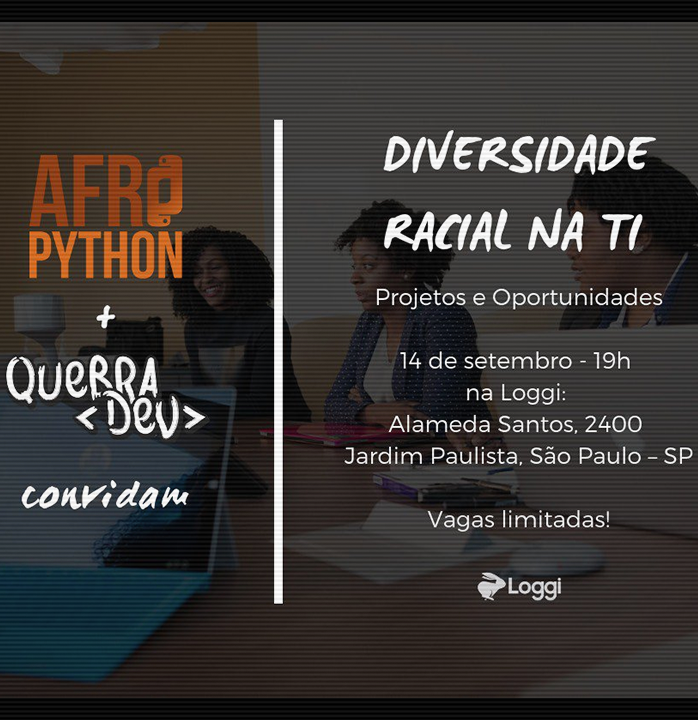 AFRO
PYTHON
+
QUEBRA
<DEV>
convidam
DIVERSIDADE
RACIAL NA TI
Projetos e Oportunidades
14 de setembro - 19h
na Loggi:
Alameda Santos, 2400
Jardim Paulista, São Paulo – SP
Vagas limitadas!
Loggi